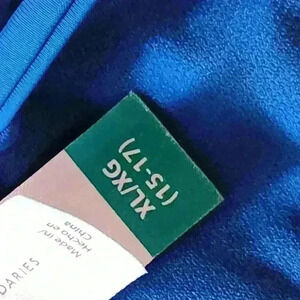 XL/XG
(15-17)
Made in
Hecho en
China
DARIES